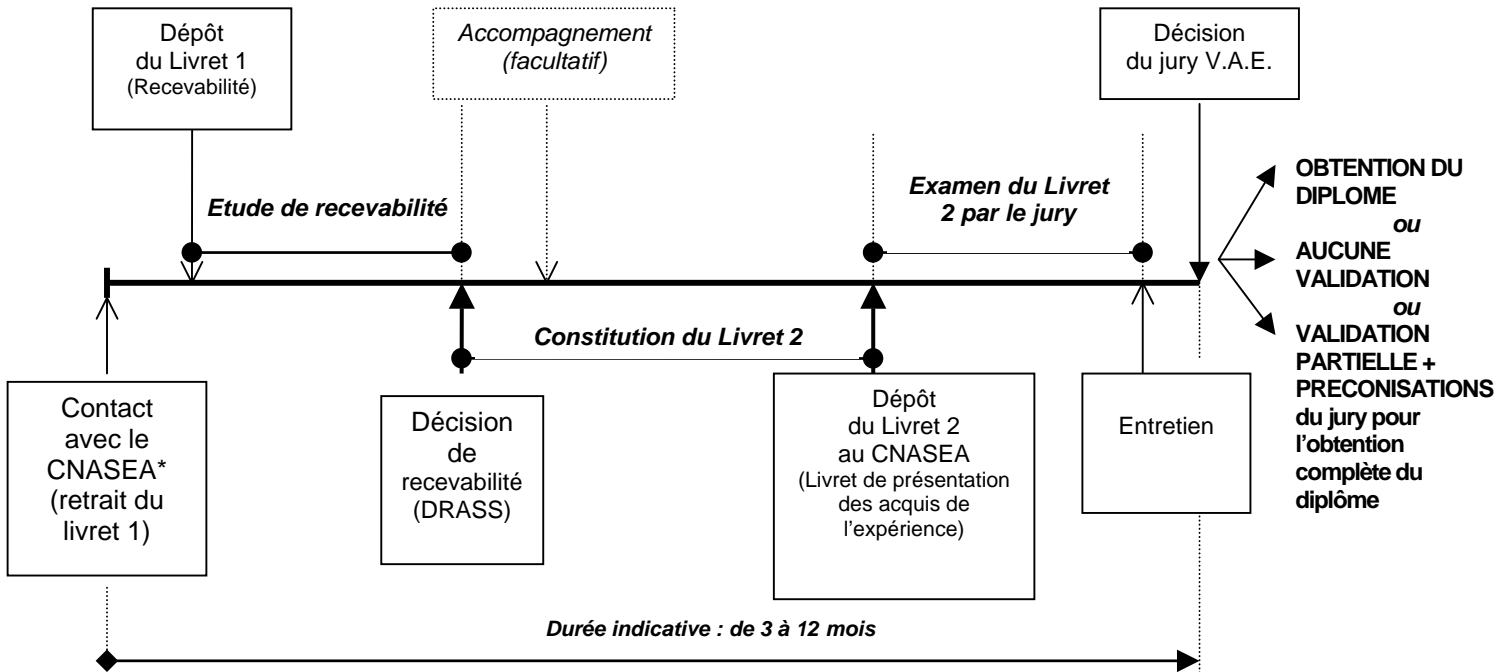 Dépôt
du Livret 1
(Recevabilité)
Accompagnement
(facultatif)
Décision
du jury V.A.E.
Etude de recevabilité
Examen du Livret
2 par le jury
OBTENTION DU
DIPLOME
ou
AUCUNE
VALIDATION
ou
VALIDATION
PARTIELLE +
PRECONISATIONS
du jury pour
l’obtention
complète du
diplôme
Constitution du Livret 2
Contact
avec le
CNASEA*
(retrait du
livret 1)
Décision
de
recevabilité
(DRASS)
Dépôt
du Livret 2
au CNASEA
(Livret de présentation
des acquis de
l’expérience)
Entretien
Durée indicative : de 3 à 12 mois